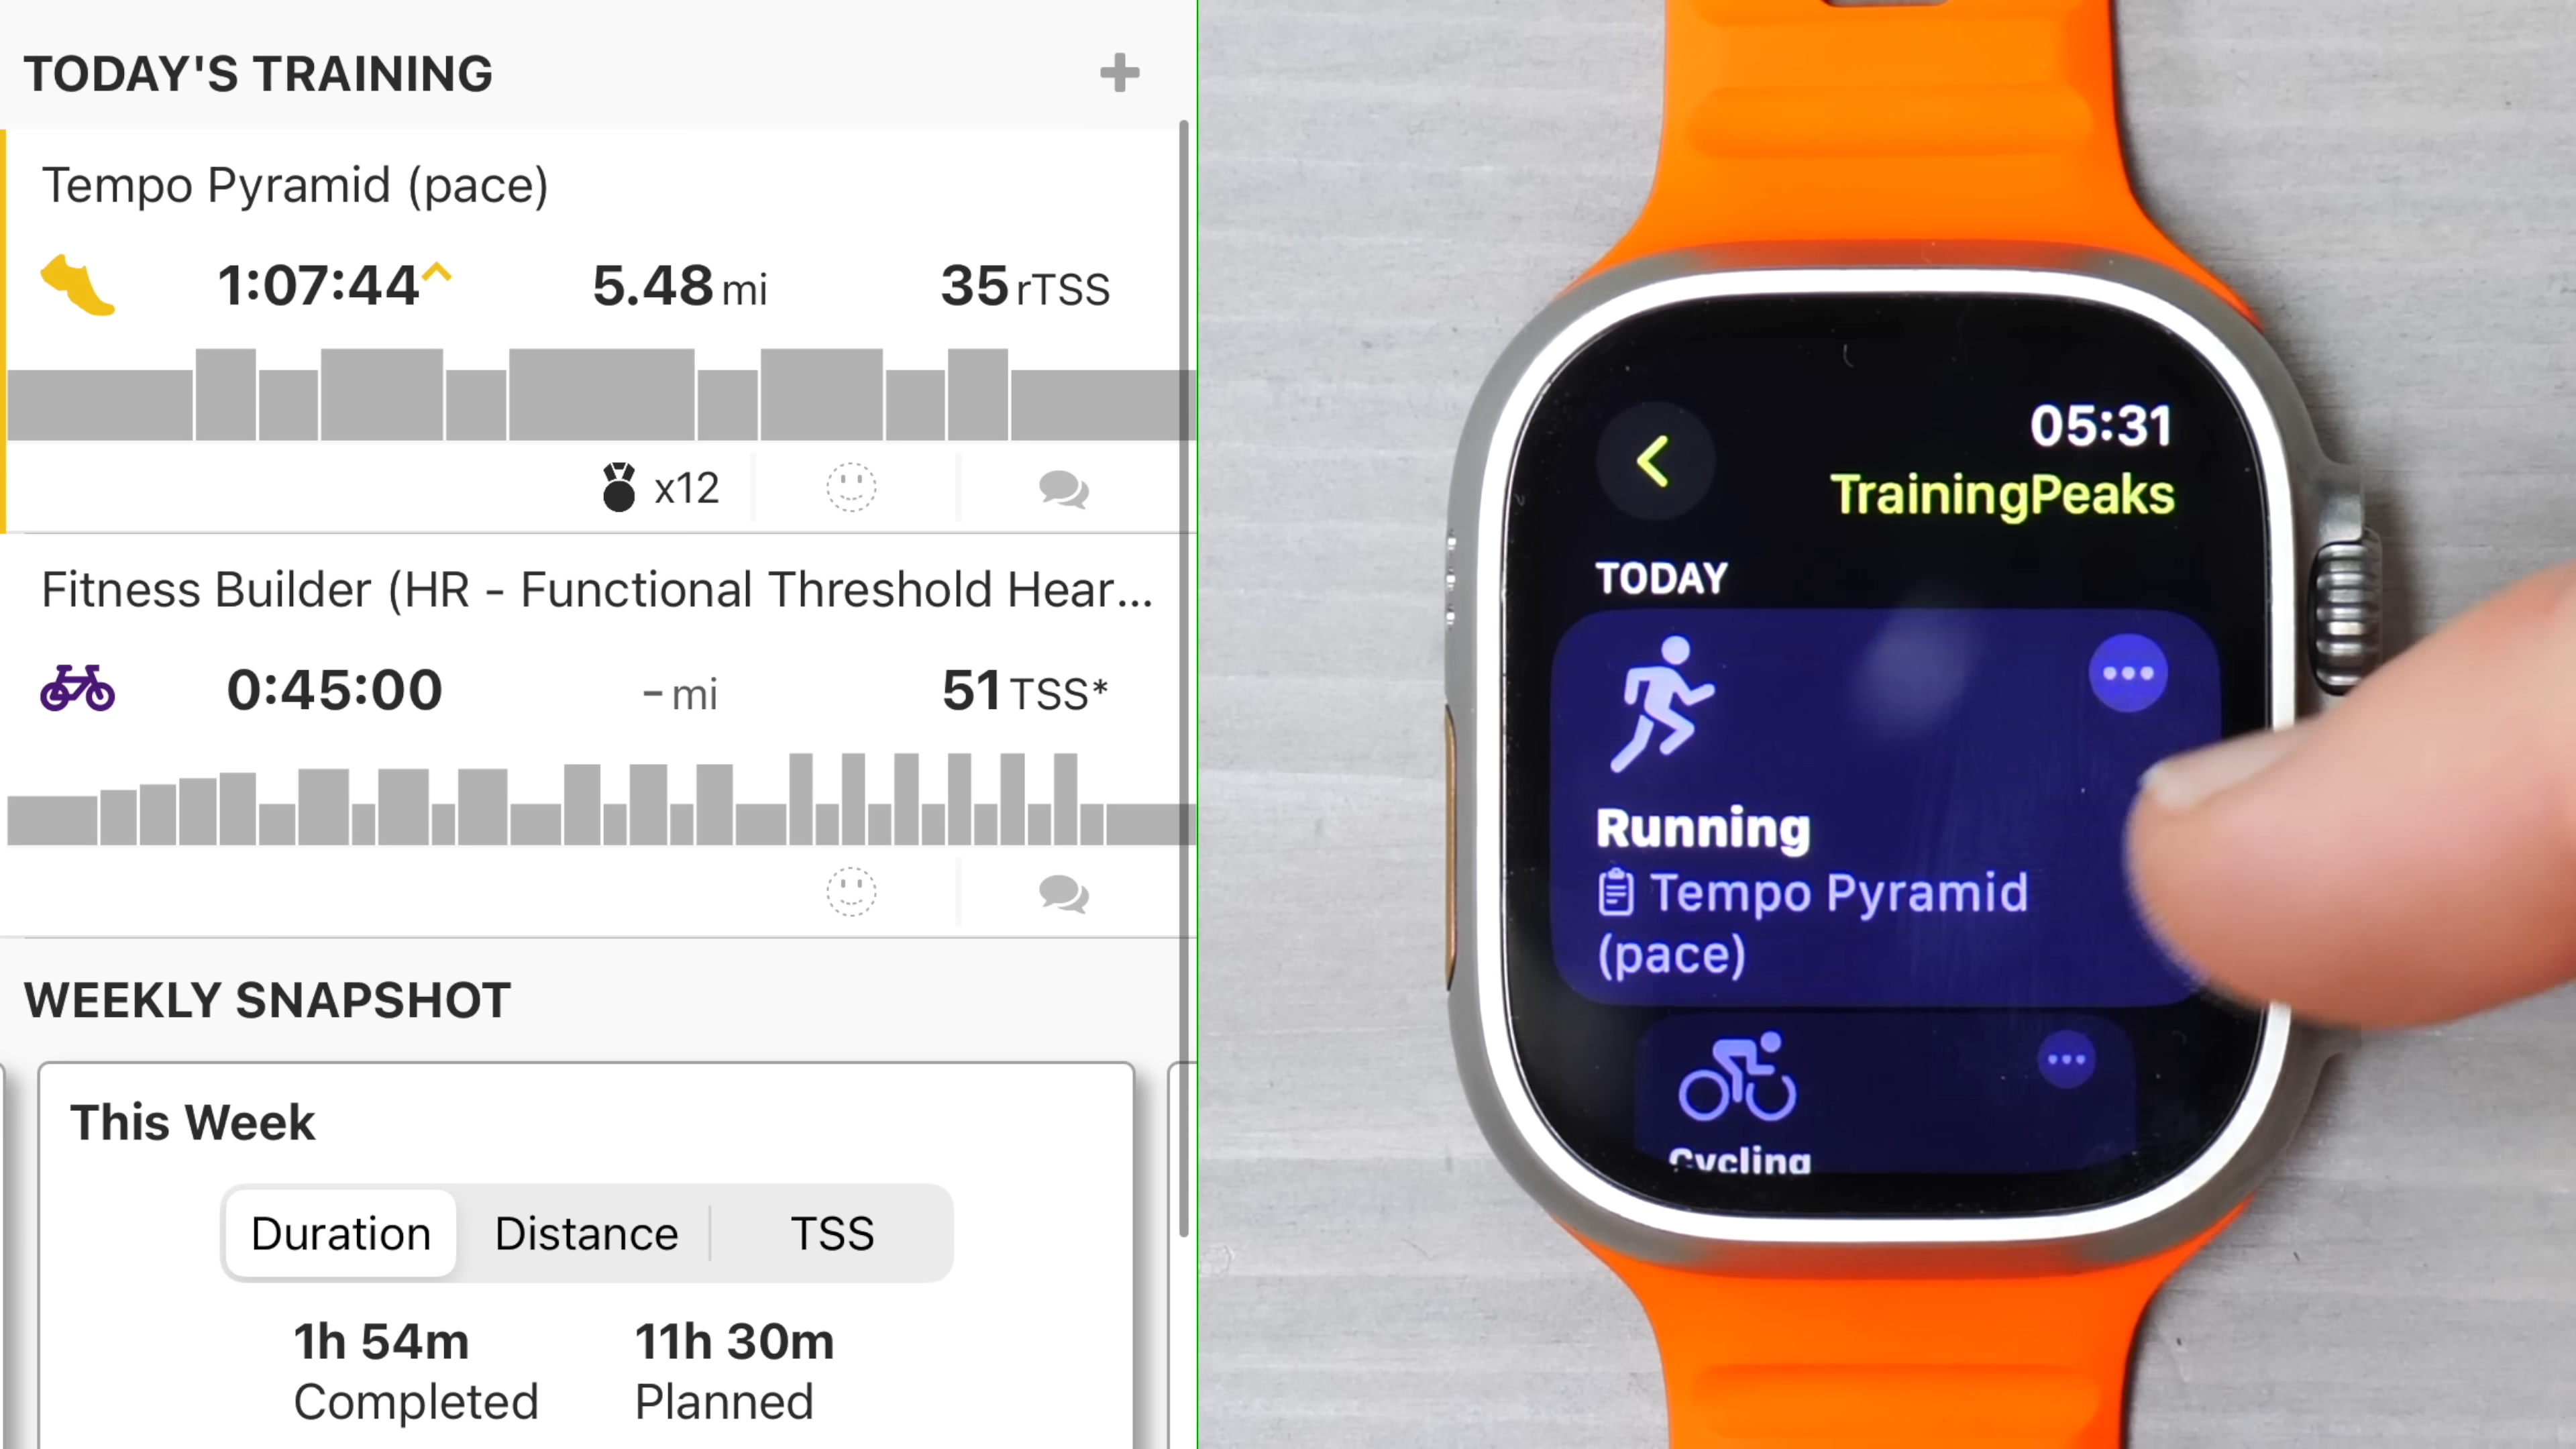 TODAY'S TRAINING
Tempo Pyramid (pace)
1:07:44 5.48 mi 35 rTSS
x12
Fitness Builder (HR - Functional Threshold Hear...
0:45:00 - mi 51 TSS*
WEEKLY SNAPSHOT
This Week
Duration Distance TSS
1h 54m 11h 30m
Completed Planned
05:31
TrainingPeaks
TODAY
Running
Tempo Pyramid
(pace)
Cycling